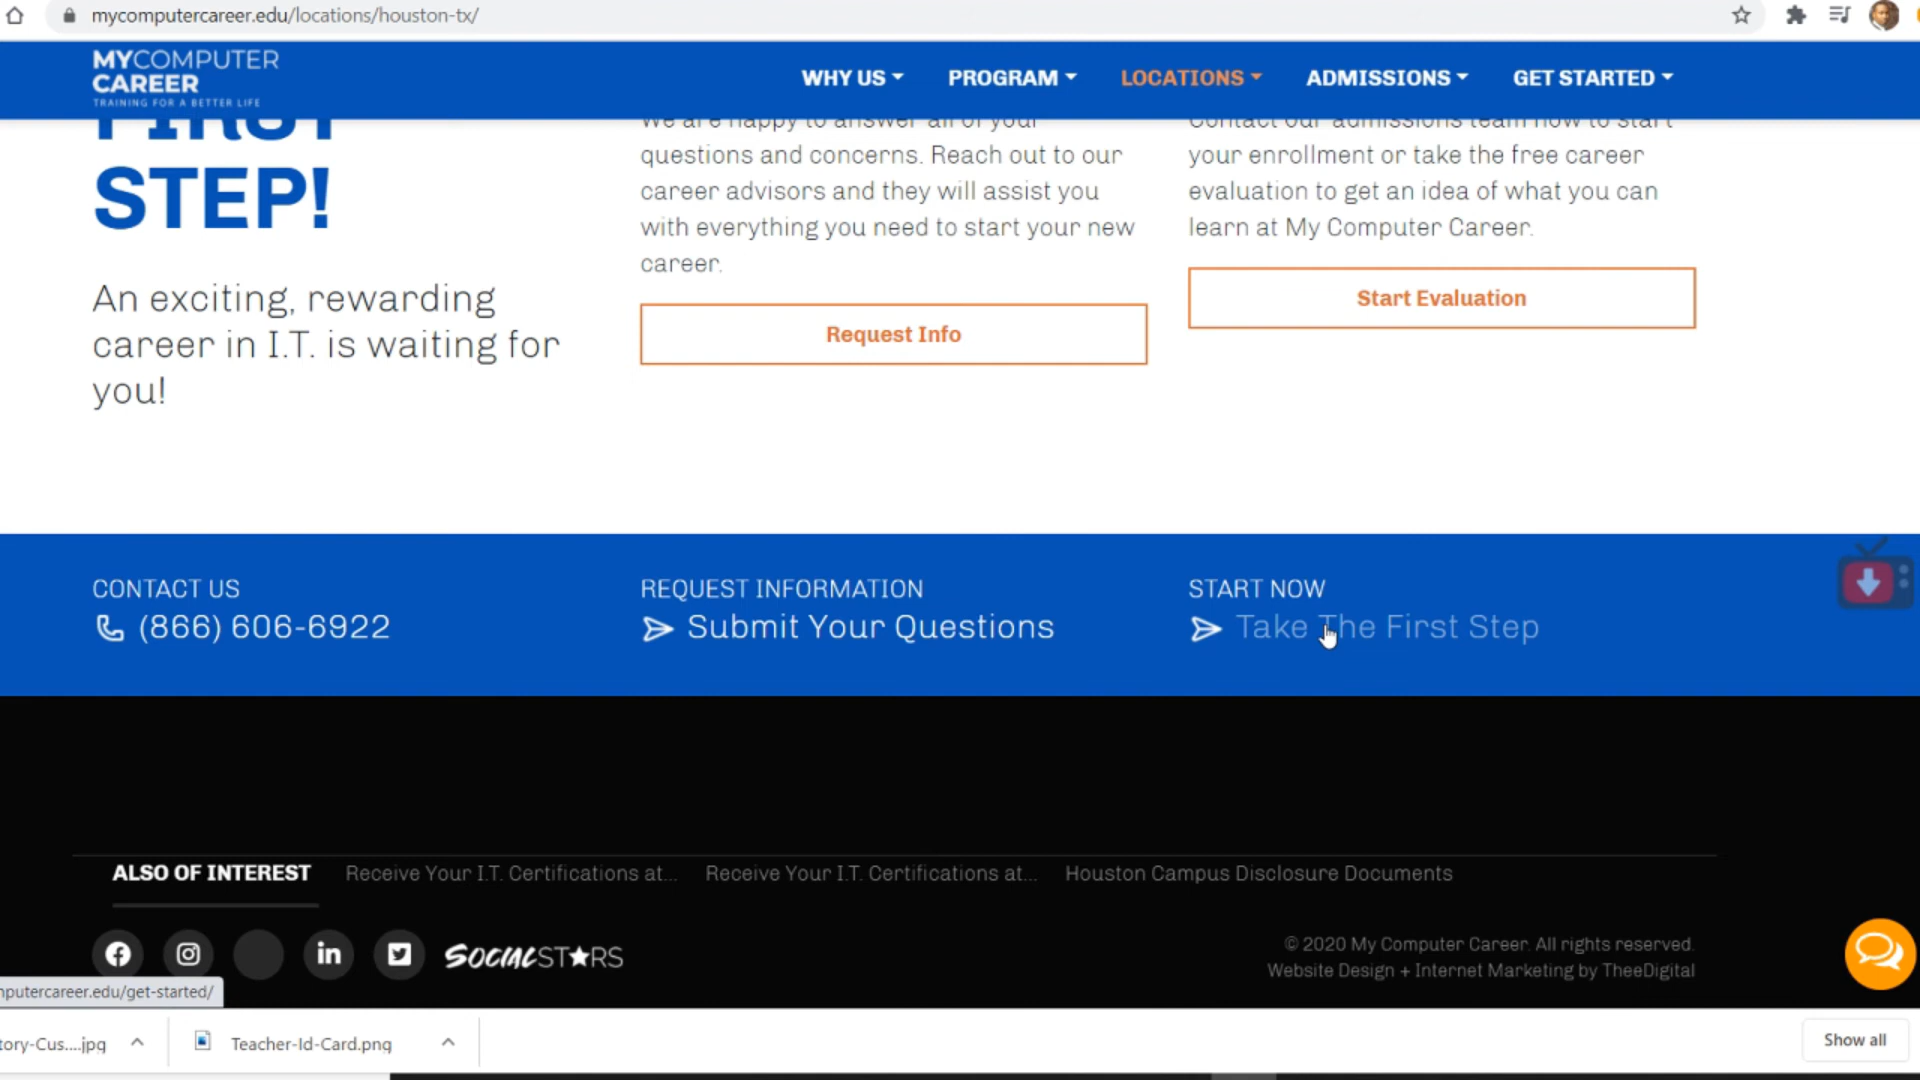 mycomputercareer.edu/locations/houston-tx/
MYCOMPUTER
CAREER
TRAINING FOR A BETTER LIFE
WHY US PROGRAM LOCATIONS ADMISSIONS GET STARTED
FIRST
STEP!
An exciting, rewarding
career in I.T. is waiting for
you!
We are happy to answer all of your
questions and concerns. Reach out to our
career advisors and they will assist you
with everything you need to start your new
career.
Request Info
Contact our admissions team now to start
your enrollment or take the free career
evaluation to get an idea of what you can
learn at My Computer Career.
Start Evaluation
CONTACT US
(866) 606-6922
REQUEST INFORMATION
Submit Your Questions
START NOW
Take The First Step
ALSO OF INTEREST Receive Your I.T. Certifications at... Receive Your I.T. Certifications at... Houston Campus Disclosure Documents
SOCIALSTARS
© 2020 My Computer Career. All rights reserved.
Website Design + Internet Marketing by TheeDigital
nputercareer.edu/get-started/
tory-Cus....jpg
Teacher-Id-Card.png
Show all